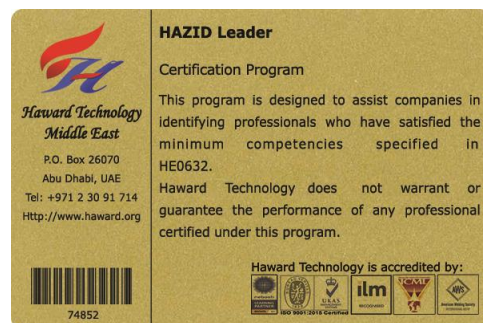 HAZID Leader
Certification Program
This program is designed to assist companies in
identifying professionals who have satisfied the
minimum competencies specified in
HE0632.
Haward Technology does not warrant or
guarantee the performance of any professional
certified under this program.
Haward Technology
Middle East
P.O. Box 26070
Abu Dhabi, UAE
Tel: +971 2 30 91 714
Http://www.haward.org
74852
Haward Technology is accredited by:
UKAS
ilm
RECOGNISED
AWS
ISO 9001:2015 Certified